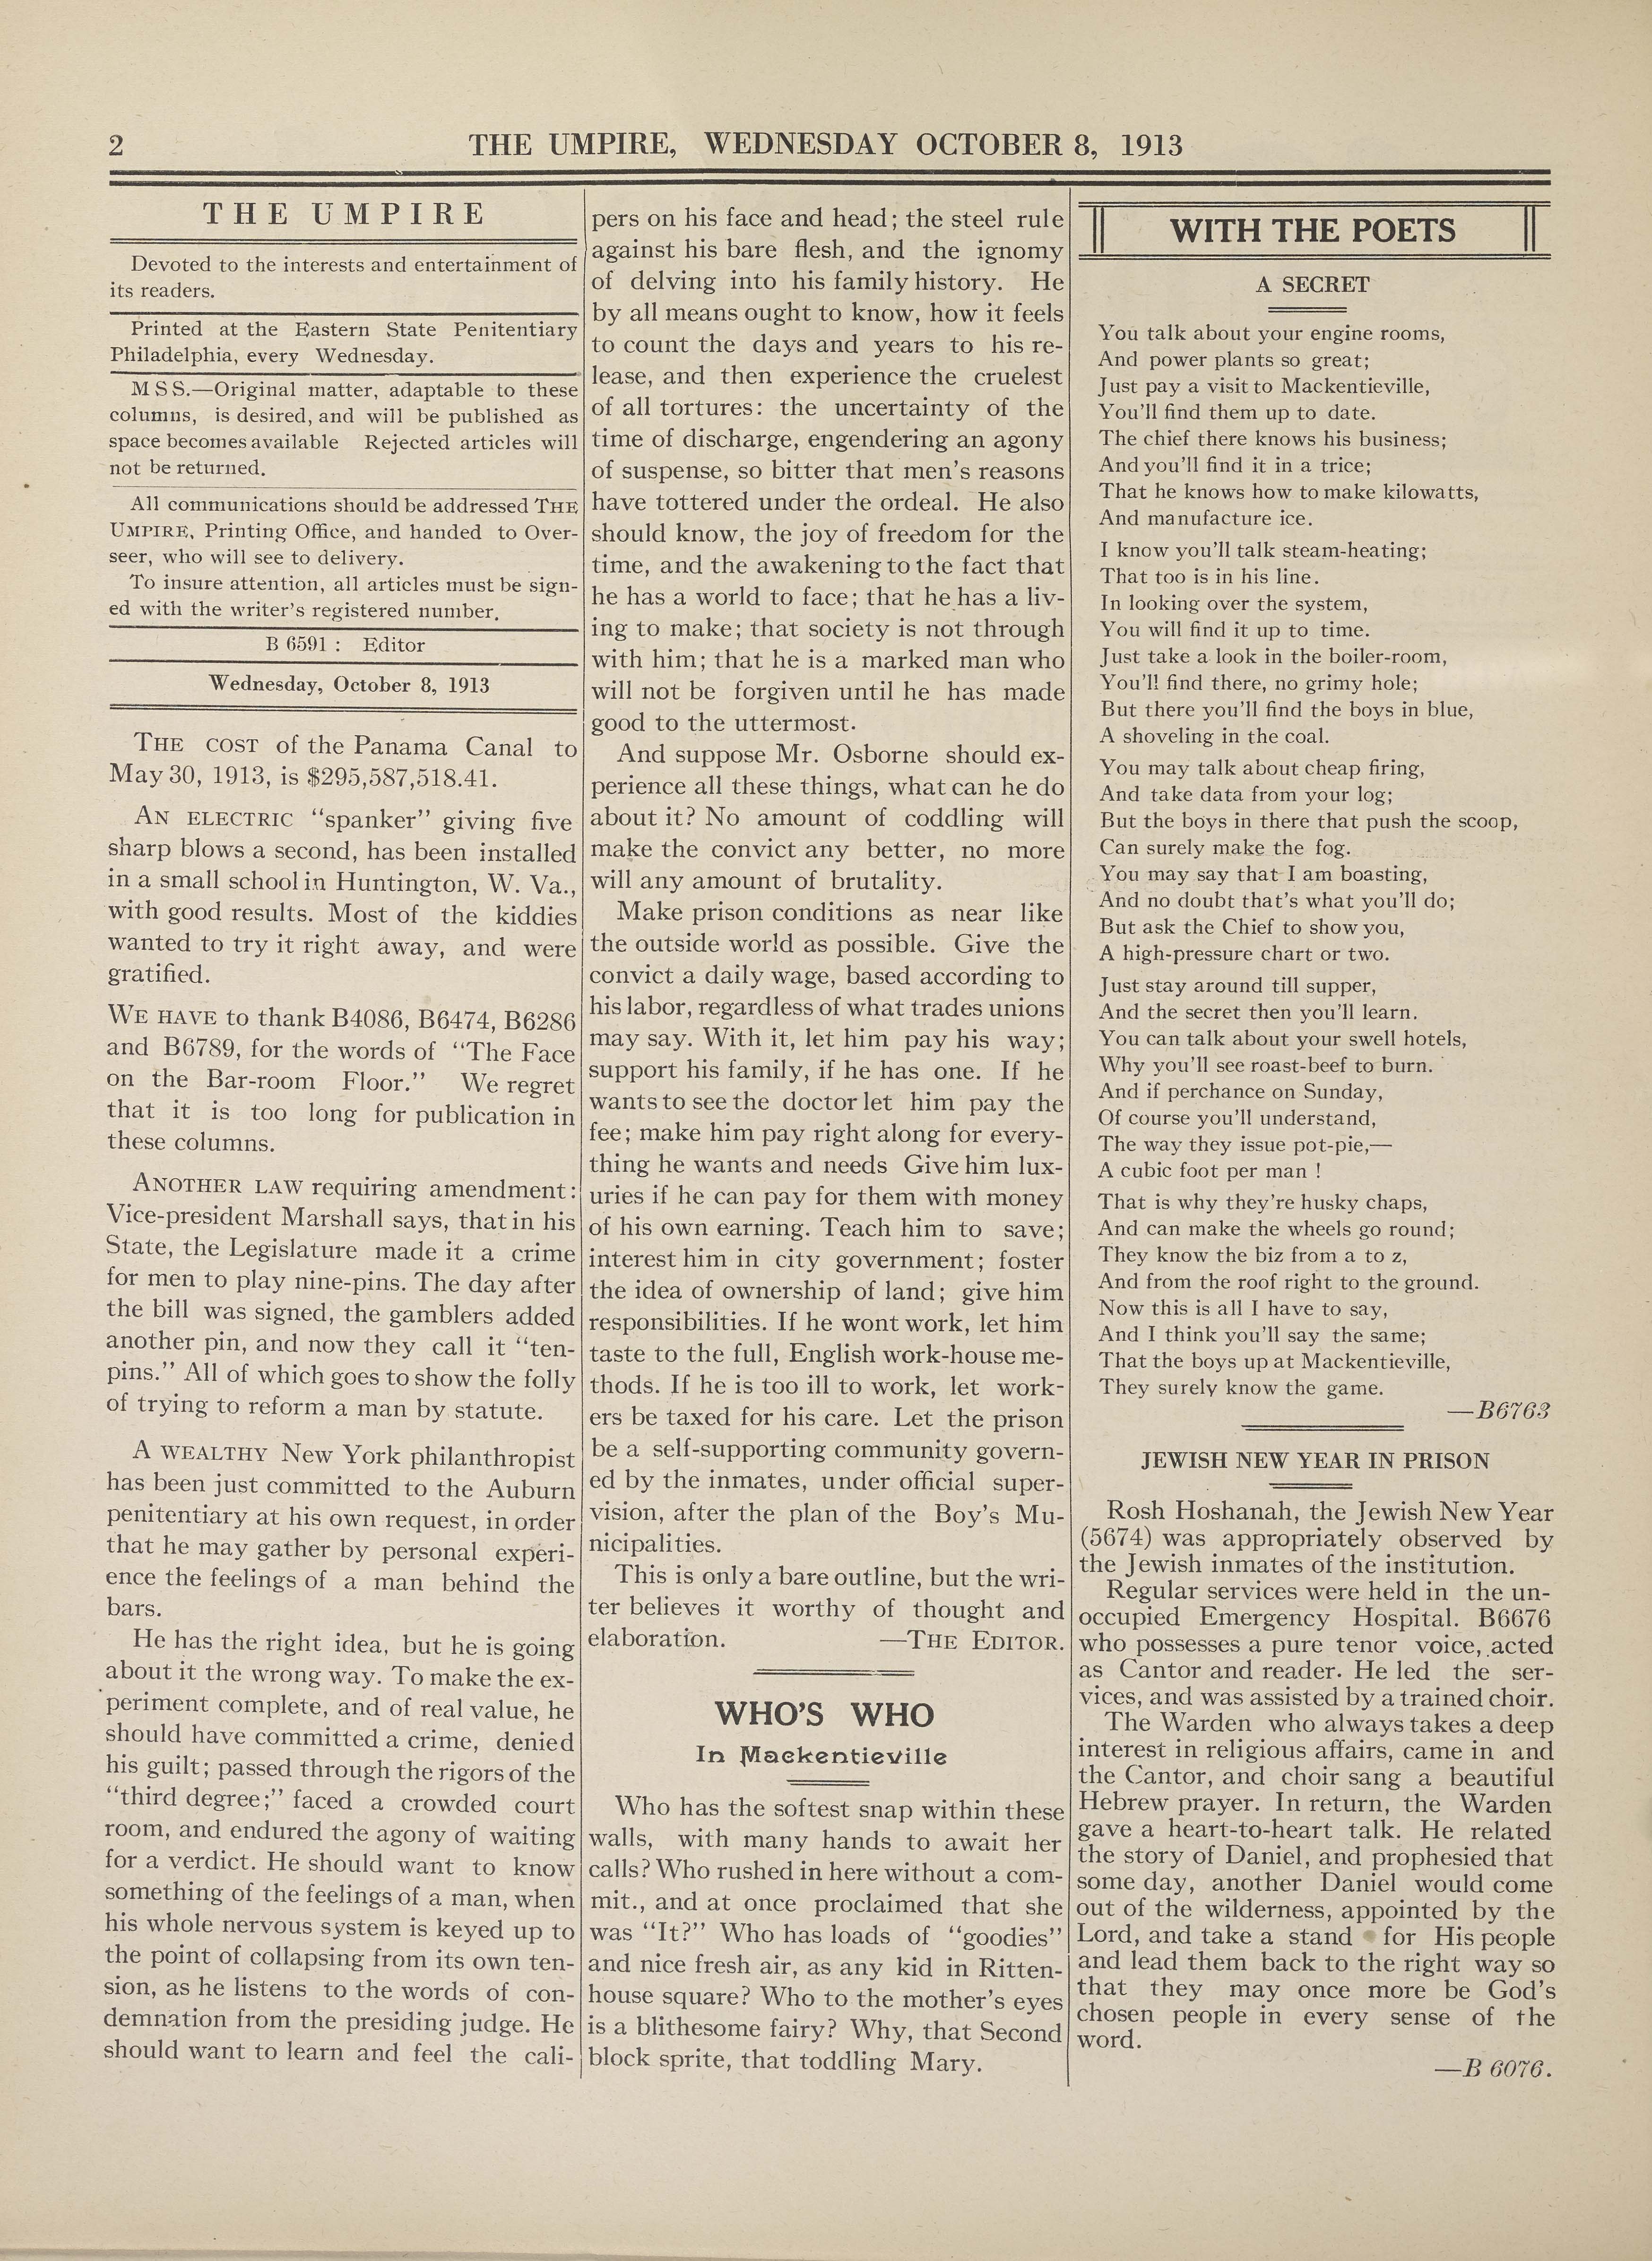 2
THE UMPIRE, WEDNESDAY OCTOBER 8, 1913
THE UMPIRE
Devoted to the interests and entertainment of
its readers.
Printed at the Eastern State Penitentiary
Philadelphia, every Wednesday.
MSS.—Original matter, adaptable to these
columns, is desired, and will be published as
space becomes available Rejected articles will
not be returned.
All communications should be addressed THE
UMPIRE, Printing Office, and handed to Over-
seer, who will see to delivery.
To insure attention, all articles must be sign-
ed with the writer's registered number.
B 6591 : Editor
Wednesday, October 8, 1913
THE COST of the Panama Canal to
May 30, 1913, is $295,587,518.41.
AN ELECTRIC "spanker" giving five
sharp blows a second, has been installed
in a small school in Huntington, W. Va.,
with good results. Most of the kiddies
wanted to try it right away, and were
gratified.
WE HAVE to thank B4086, B6474, B6286
and B6789, for the words of "The Face
on the Bar-room Floor." We regret
that it is too long for publication in
these columns.
ANOTHER LAW requiring amendment:
Vice-president Marshall says, that in his
State, the Legislature made it a crime
for men to play nine-pins. The day after
the bill was signed, the gamblers added
another pin, and now they call it "ten-
pins." All of which goes to show the folly
of trying to reform a man by statute.
A WEALTHY New York philanthropist
has been just committed to the Auburn
penitentiary at his own request, in order
that he may gather by personal experi-
ence the feelings of a man behind the
bars.
He has the right idea, but he is going
about it the wrong way. To make the ex-
periment complete, and of real value, he
should have committed a crime, denied
his guilt; passed through the rigors of the
"third degree;" faced a crowded court
room, and endured the agony of waiting
for a verdict. He should want to know
something of the feelings of a man, when
his whole nervous system is keyed up to
the point of collapsing from its own ten-
sion, as he listens to the words of con-
demnation from the presiding judge. He
should want to learn and feel the cali-
pers on his face and head; the steel rule
against his bare flesh, and the ignomy
of delving into his family history. He
by all means ought to know, how it feels
to count the days and years to his re-
lease, and then experience the cruelest
of all tortures: the uncertainty of the
time of discharge, engendering an agony
of suspense, so bitter that men's reasons
have tottered under the ordeal. He also
should know, the joy of freedom for the
time, and the awakening to the fact that
he has a world to face; that he has a liv-
ing to make; that society is not through
with him; that he is a marked man who
will not be forgiven until he has made
good to the uttermost.
And suppose Mr. Osborne should ex-
perience all these things, what can he do
about it? No amount of coddling will
make the convict any better, no more
will any amount of brutality.
Make prison conditions as near like
the outside world as possible. Give the
convict a daily wage, based according to
his labor, regardless of what trades unions
may say. With it, let him pay his way;
support his family, if he has one. If he
wants to see the doctor let him pay the
fee; make him pay right along for every-
thing he wants and needs Give him lux-
uries if he can pay for them with money
of his own earning. Teach him to save;
interest him in city government; foster
the idea of ownership of land; give him
responsibilities. If he wont work, let him
taste to the full, English work-house me-
thods. If he is too ill to work, let work-
ers be taxed for his care. Let the prison
be a self-supporting community govern-
ed by the inmates, under official super-
vision, after the plan of the Boy's Mu-
nicipalities.
This is only a bare outline, but the wri-
ter believes it worthy of thought and
elaboration. —THE EDITOR.
WHO'S WHO
In Mackentieville
Who has the softest snap within these
walls, with many hands to await her
calls? Who rushed in here without a com-
mit., and at once proclaimed that she
was "It?" Who has loads of "goodies"
and nice fresh air, as any kid in Ritten-
house square? Who to the mother's eyes
is a blithesome fairy? Why, that Second
block sprite, that toddling Mary.
WITH THE POETS
A SECRET
You talk about your engine rooms,
And power plants so great;
Just pay a visit to Mackentieville,
You'll find them up to date.
The chief there knows his business;
And you'll find it in a trice;
That he knows how to make kilowatts,
And manufacture ice.
I know you'll talk steam-heating;
That too is in his line.
In looking over the system,
You will find it up to time.
Just take a look in the boiler-room,
You'll find there, no grimy hole;
But there you'll find the boys in blue,
A shoveling in the coal.
You may talk about cheap firing,
And take data from your log;
But the boys in there that push the scoop,
Can surely make the fog.
You may say that I am boasting,
And no doubt that's what you'll do;
But ask the Chief to show you,
A high-pressure chart or two.
Just stay around till supper,
And the secret then you'll learn.
You can talk about your swell hotels,
Why you'll see roast-beef to burn.
And if perchance on Sunday,
Of course you'll understand,
The way they issue pot-pie,—
A cubic foot per man !
That is why they're husky chaps,
And can make the wheels go round;
They know the biz from a to z,
And from the roof right to the ground.
Now this is all I have to say,
And I think you'll say the same;
That the boys up at Mackentieville,
They surely know the game.
—B6763
JEWISH NEW YEAR IN PRISON
Rosh Hoshanah, the Jewish New Year
(5674) was appropriately observed by
the Jewish inmates of the institution.
Regular services were held in the un-
occupied Emergency Hospital. B6676
who possesses a pure tenor voice, acted
as Cantor and reader. He led the ser-
vices, and was assisted by a trained choir.
The Warden who always takes a deep
interest in religious affairs, came in and
the Cantor, and choir sang a beautiful
Hebrew prayer. In return, the Warden
gave a heart-to-heart talk. He related
the story of Daniel, and prophesied that
some day, another Daniel would come
out of the wilderness, appointed by the
Lord, and take a stand for His people
and lead them back to the right way so
that they may once more be God's
chosen people in every sense of the
word.
—B 6076.